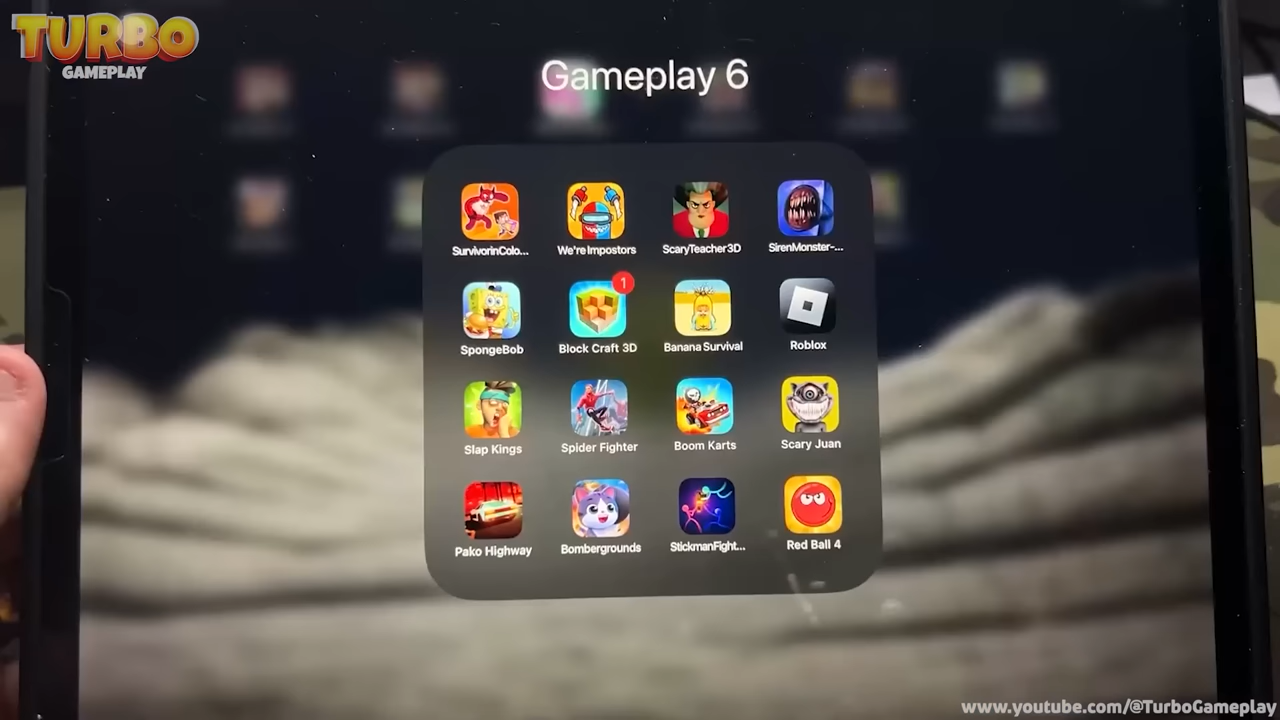 TURBO
GAMEPLAY
Gameplay 6
SurvivorinColo...
We're Impostors
ScaryTeacher3D
SirenMonster-...
1
SpongeBob
Block Craft 3D
Banana Survival
Roblox
Slap Kings
Spider Fighter
Boom Karts
Scary Juan
Pako Highway
Bombergrounds
StickmanFight...
Red Ball 4
www.youtube.com/@TurboGameplay